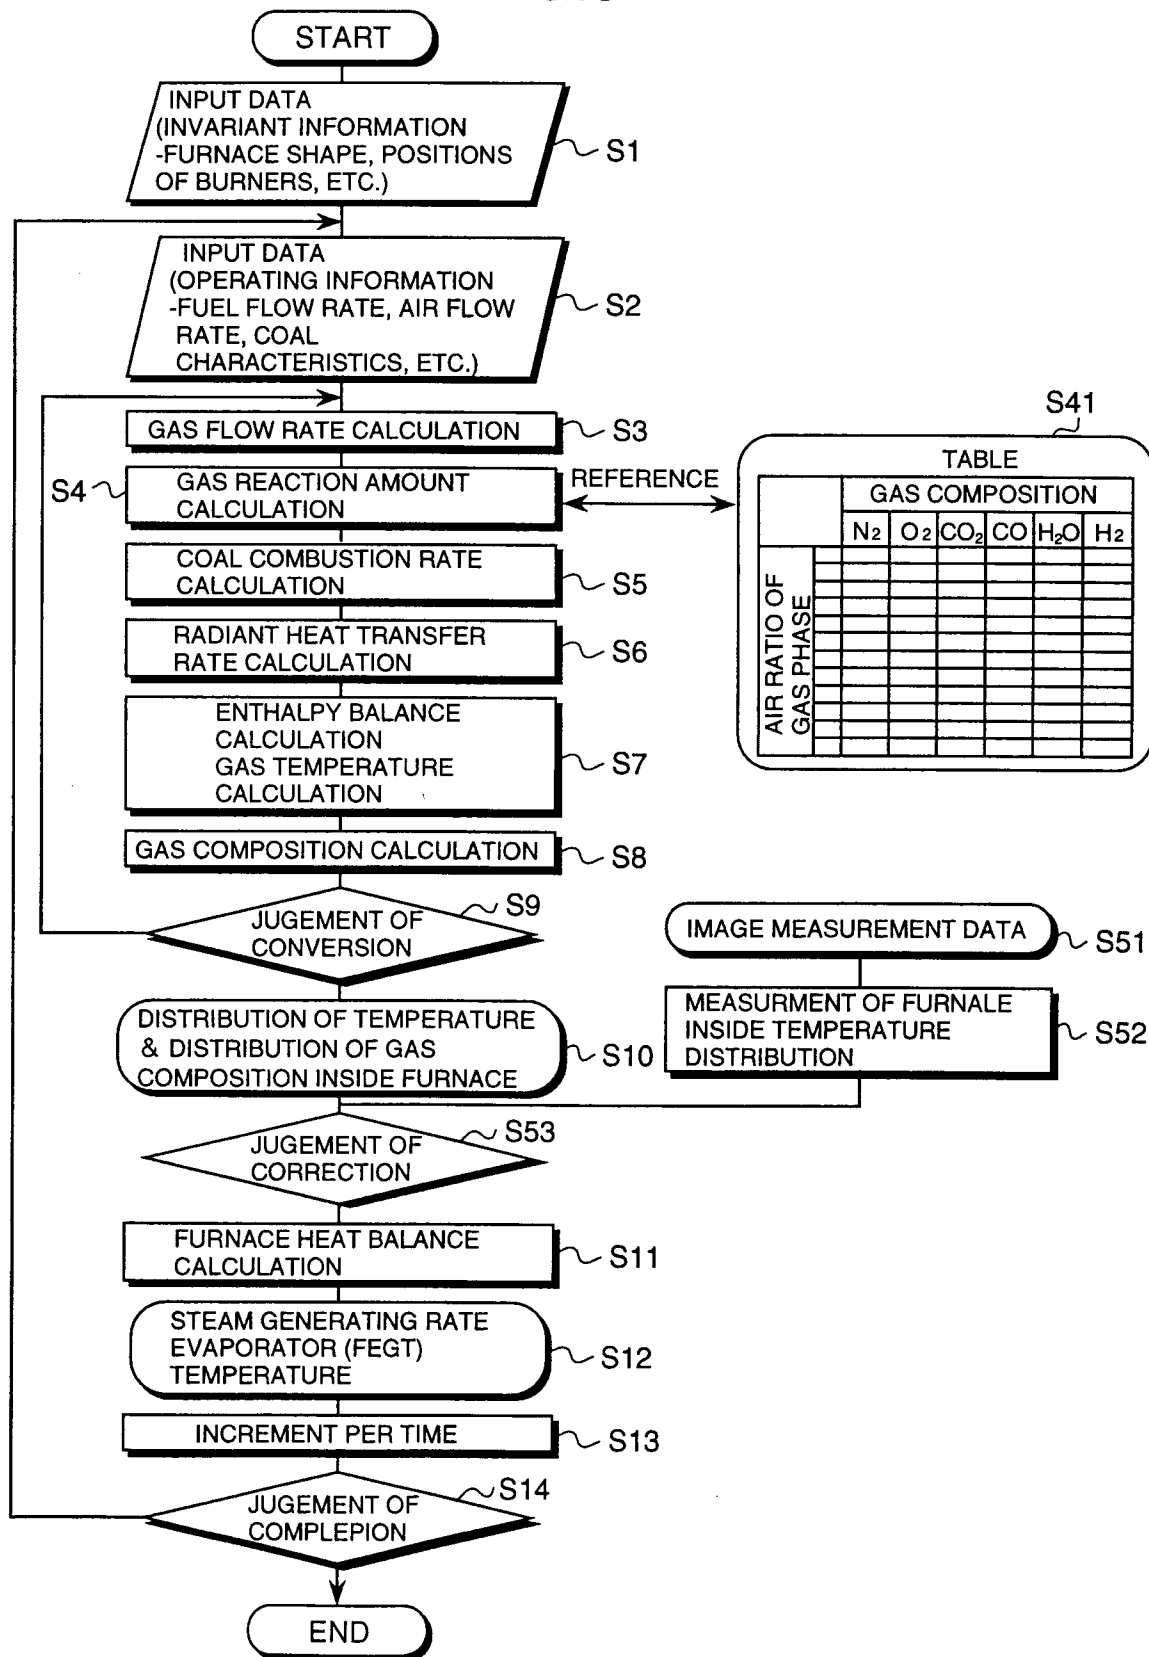 START
INPUT DATA
(INVARIANT INFORMATION
-FURNACE SHAPE, POSITIONS
OF BURNERS, ETC.)
S1
INPUT DATA
(OPERATING INFORMATION
-FUEL FLOW RATE, AIR FLOW
RATE, COAL
CHARACTERISTICS, ETC.)
S2
GAS FLOW RATE CALCULATION
S3
S4
GAS REACTION AMOUNT
CALCULATION
REFERENCE
S41
TABLE
GAS COMPOSITION
N2 O2 CO2 CO H2O H2
AIR RATIO OF
GAS PHASE
COAL COMBUSTION RATE
CALCULATION
S5
RADIANT HEAT TRANSFER
RATE CALCULATION
S6
ENTHALPY BALANCE
CALCULATION
GAS TEMPERATURE
CALCULATION
S7
GAS COMPOSITION CALCULATION
S8
JUGEMENT OF
CONVERSION
S9
IMAGE MEASUREMENT DATA
S51
MEASURMENT OF FURNALE
INSIDE TEMPERATURE
DISTRIBUTION
S52
DISTRIBUTION OF TEMPERATURE
& DISTRIBUTION OF GAS
COMPOSITION INSIDE FURNACE
S10
JUGEMENT OF
CORRECTION
S53
FURNACE HEAT BALANCE
CALCULATION
S11
STEAM GENERATING RATE
EVAPORATOR (FEGT)
TEMPERATURE
S12
INCREMENT PER TIME
S13
JUGEMENT OF
COMPLEPION
S14
END